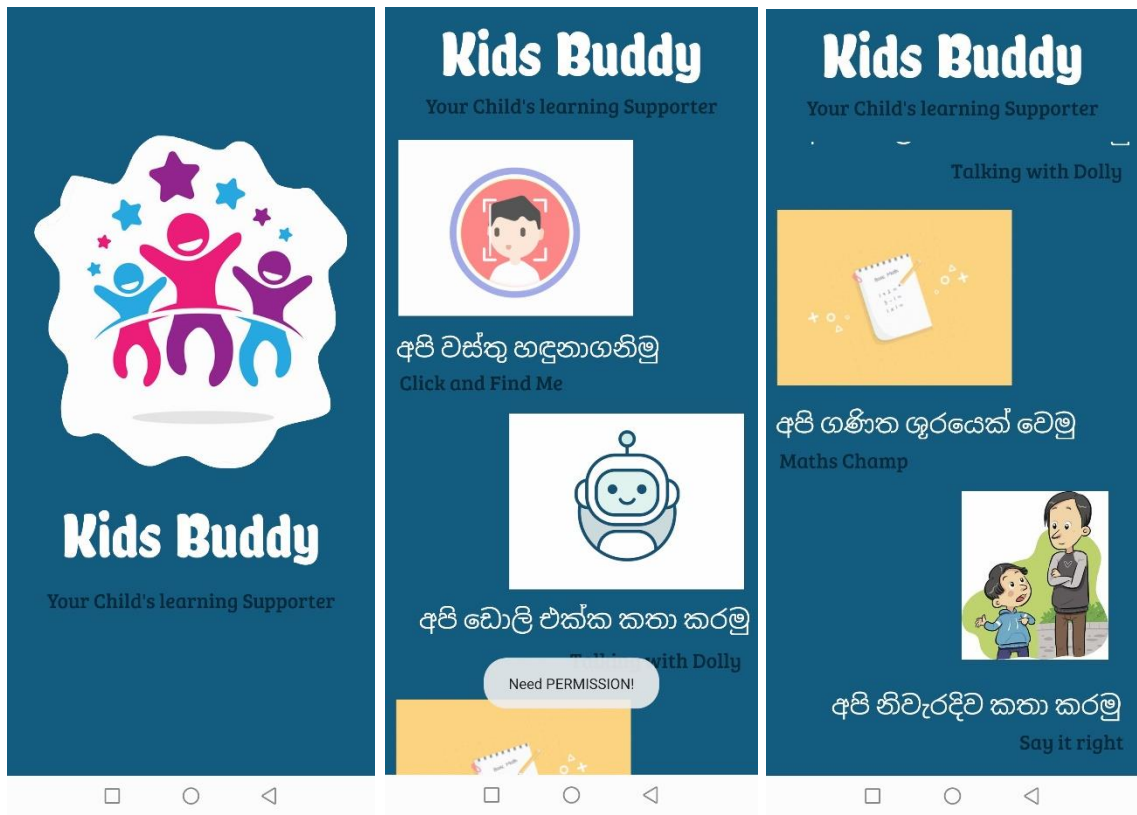 Kids Buddy
Your Child's learning Supporter
Kids Buddy
Your Child's learning Supporter
අපි වස්තු හඳුනාගනිමු
Click and Find Me
අපි ඩොලි එක්ක කතා කරමු
with Dolly
Need PERMISSION!
Kids Buddy
Your Child's learning Supporter
Talking with Dolly
අපි ගණිත ශූරයෙක් වෙමු
Maths Champ
අපි නිවැරදිව කතා කරමු
Say it right